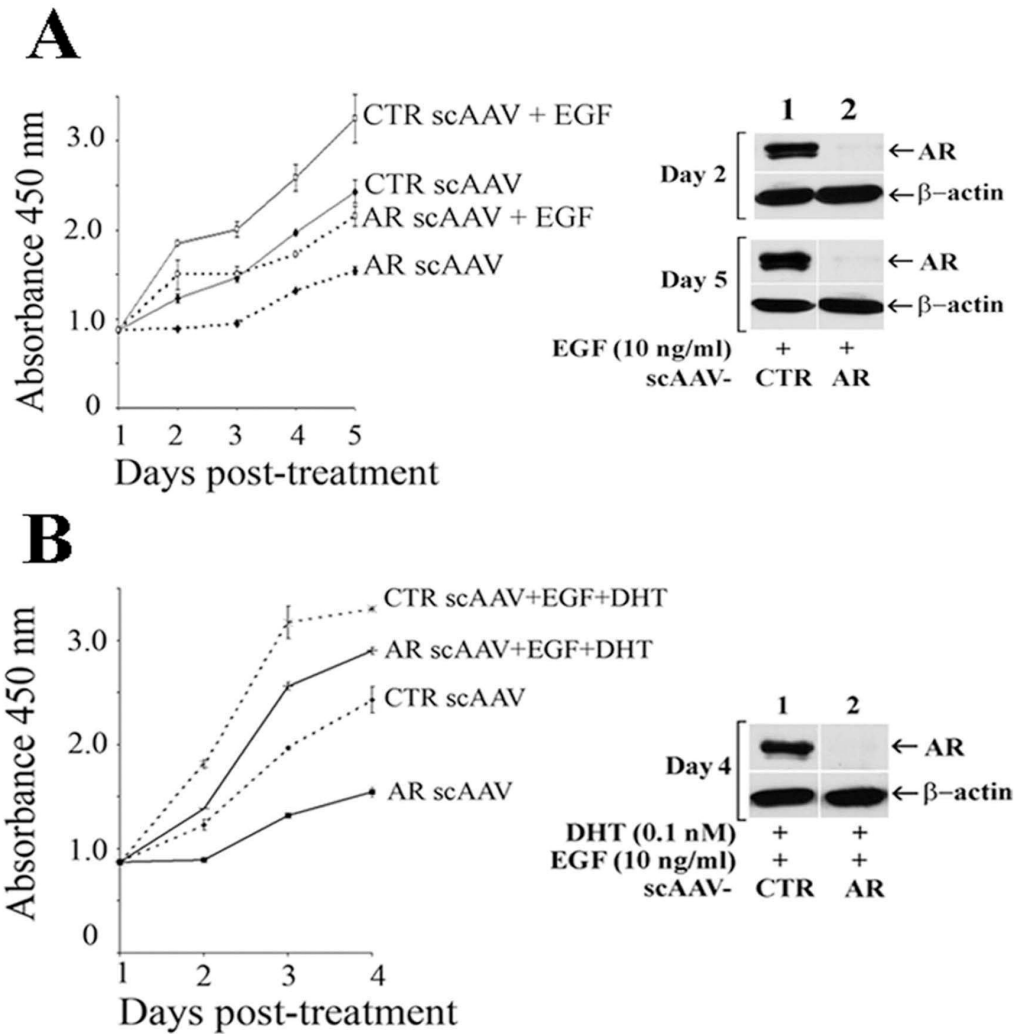 A
Absorbance 450 nm
3.0
2.0
1.0
0
1 2 3 4 5
Days post-treatment
CTR scAAV + EGF
CTR scAAV
AR scAAV + EGF
AR scAAV
1 2
Day 2
←AR
←β-actin
Day 5
←AR
←β-actin
EGF (10 ng/ml) + +
scAAV- CTR AR
B
Absorbance 450 nm
3.0
2.0
1.0
0
1 2 3 4
Days post-treatment
CTR scAAV+EGF+DHT
AR scAAV+EGF+DHT
CTR scAAV
AR scAAV
1 2
Day 4
←AR
←β-actin
DHT (0.1 nM) + +
EGF (10 ng/ml) + +
scAAV- CTR AR